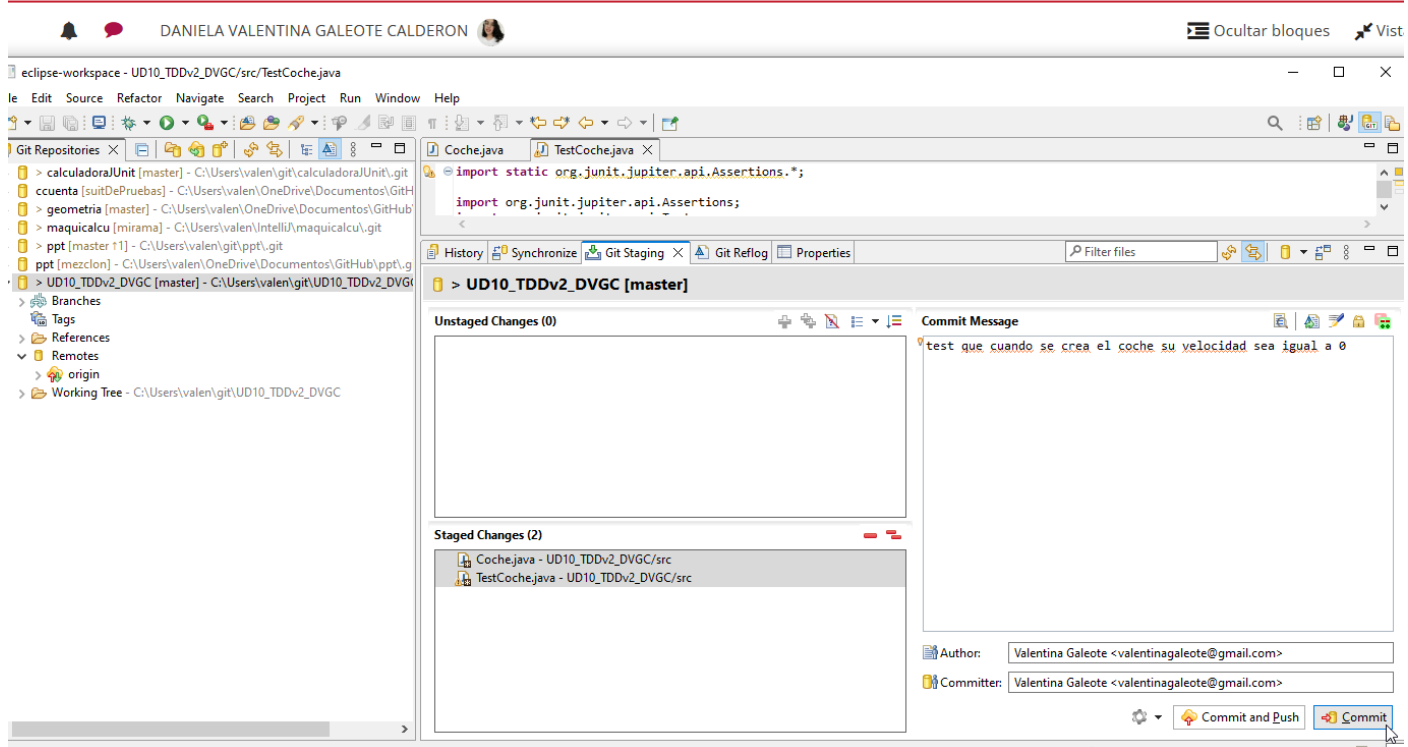 DANIELA VALENTINA GALEOTE CALDERON
Ocultar bloques
Vist
eclipse-workspace - UD10_TDDv2_DVGC/src/TestCoche.java
le Edit Source Refactor Navigate Search Project Run Window Help
Git Repositories
> calculadoraJUnit [master] - C:\Users\valen\git\calculadoraJUnit\.git
ccuenta [suitDePruebas] - C:\Users\valen\OneDrive\Documentos\GitH
> geometria [master] - C:\Users\valen\OneDrive\Documentos\GitHub
> maquicalcu [mirama] - C:\Users\valen\IntelliJ\maquicalcu\.git
> ppt [master ↑1] - C:\Users\valen\git\ppt\.git
ppt [mezclon] - C:\Users\valen\OneDrive\Documentos\GitHub\ppt\.g
> UD10_TDDv2_DVGC [master] - C:\Users\valen\git\UD10_TDDv2_DVG
Branches
Tags
References
Remotes
origin
Working Tree - C:\Users\valen\git\UD10_TDDv2_DVGC
Coche.java
TestCoche.java
import static org.junit.jupiter.api.Assertions.*;
import org.junit.jupiter.api.Assertions;
History
Synchronize
Git Staging
Git Reflog
Properties
Filter files
> UD10_TDDv2_DVGC [master]
Unstaged Changes (0)
Staged Changes (2)
Coche.java - UD10_TDDv2_DVGC/src
TestCoche.java - UD10_TDDv2_DVGC/src
Commit Message
test que cuando se crea el coche su velocidad sea igual a 0
Author: Valentina Galeote <valentinagaleote@gmail.com>
Committer: Valentina Galeote <valentinagaleote@gmail.com>
Commit and Push
Commit